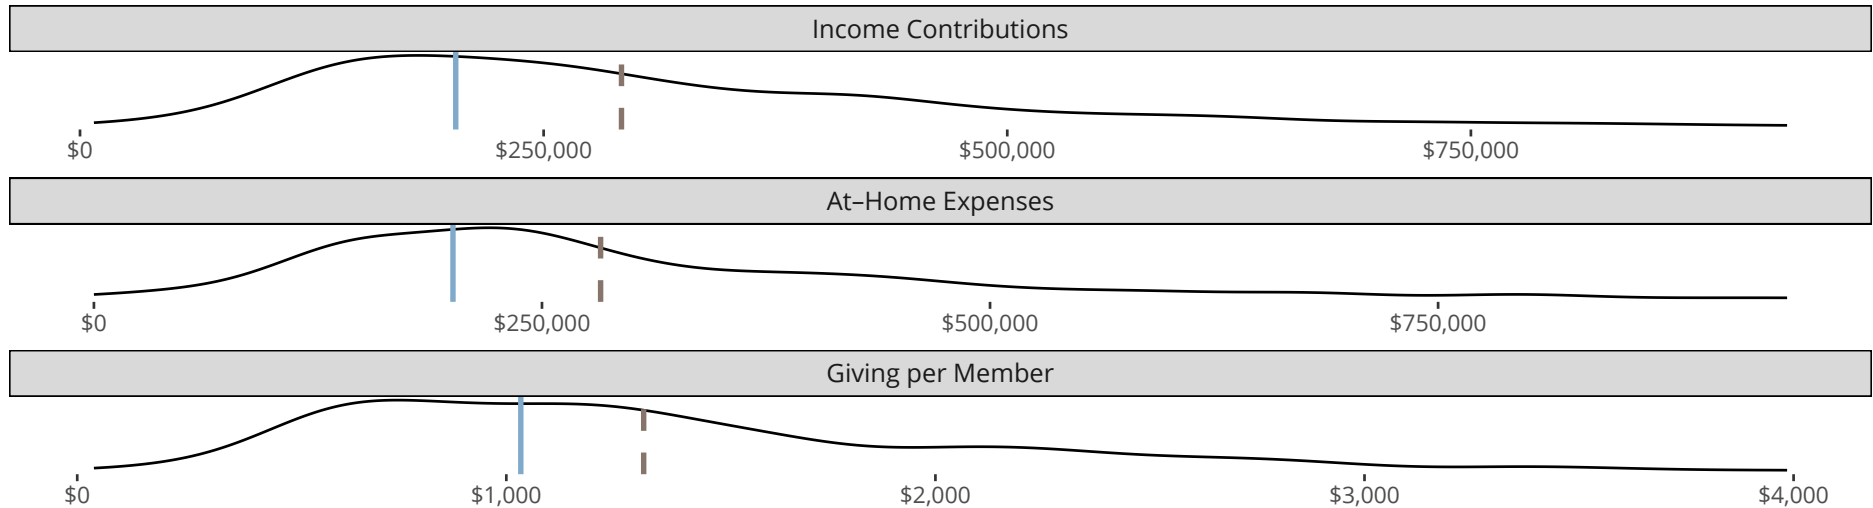 Income Contributions
$0 $250,000 $500,000 $750,000
At–Home Expenses
$0 $250,000 $500,000 $750,000
Giving per Member
$0 $1,000 $2,000 $3,000 $4,000